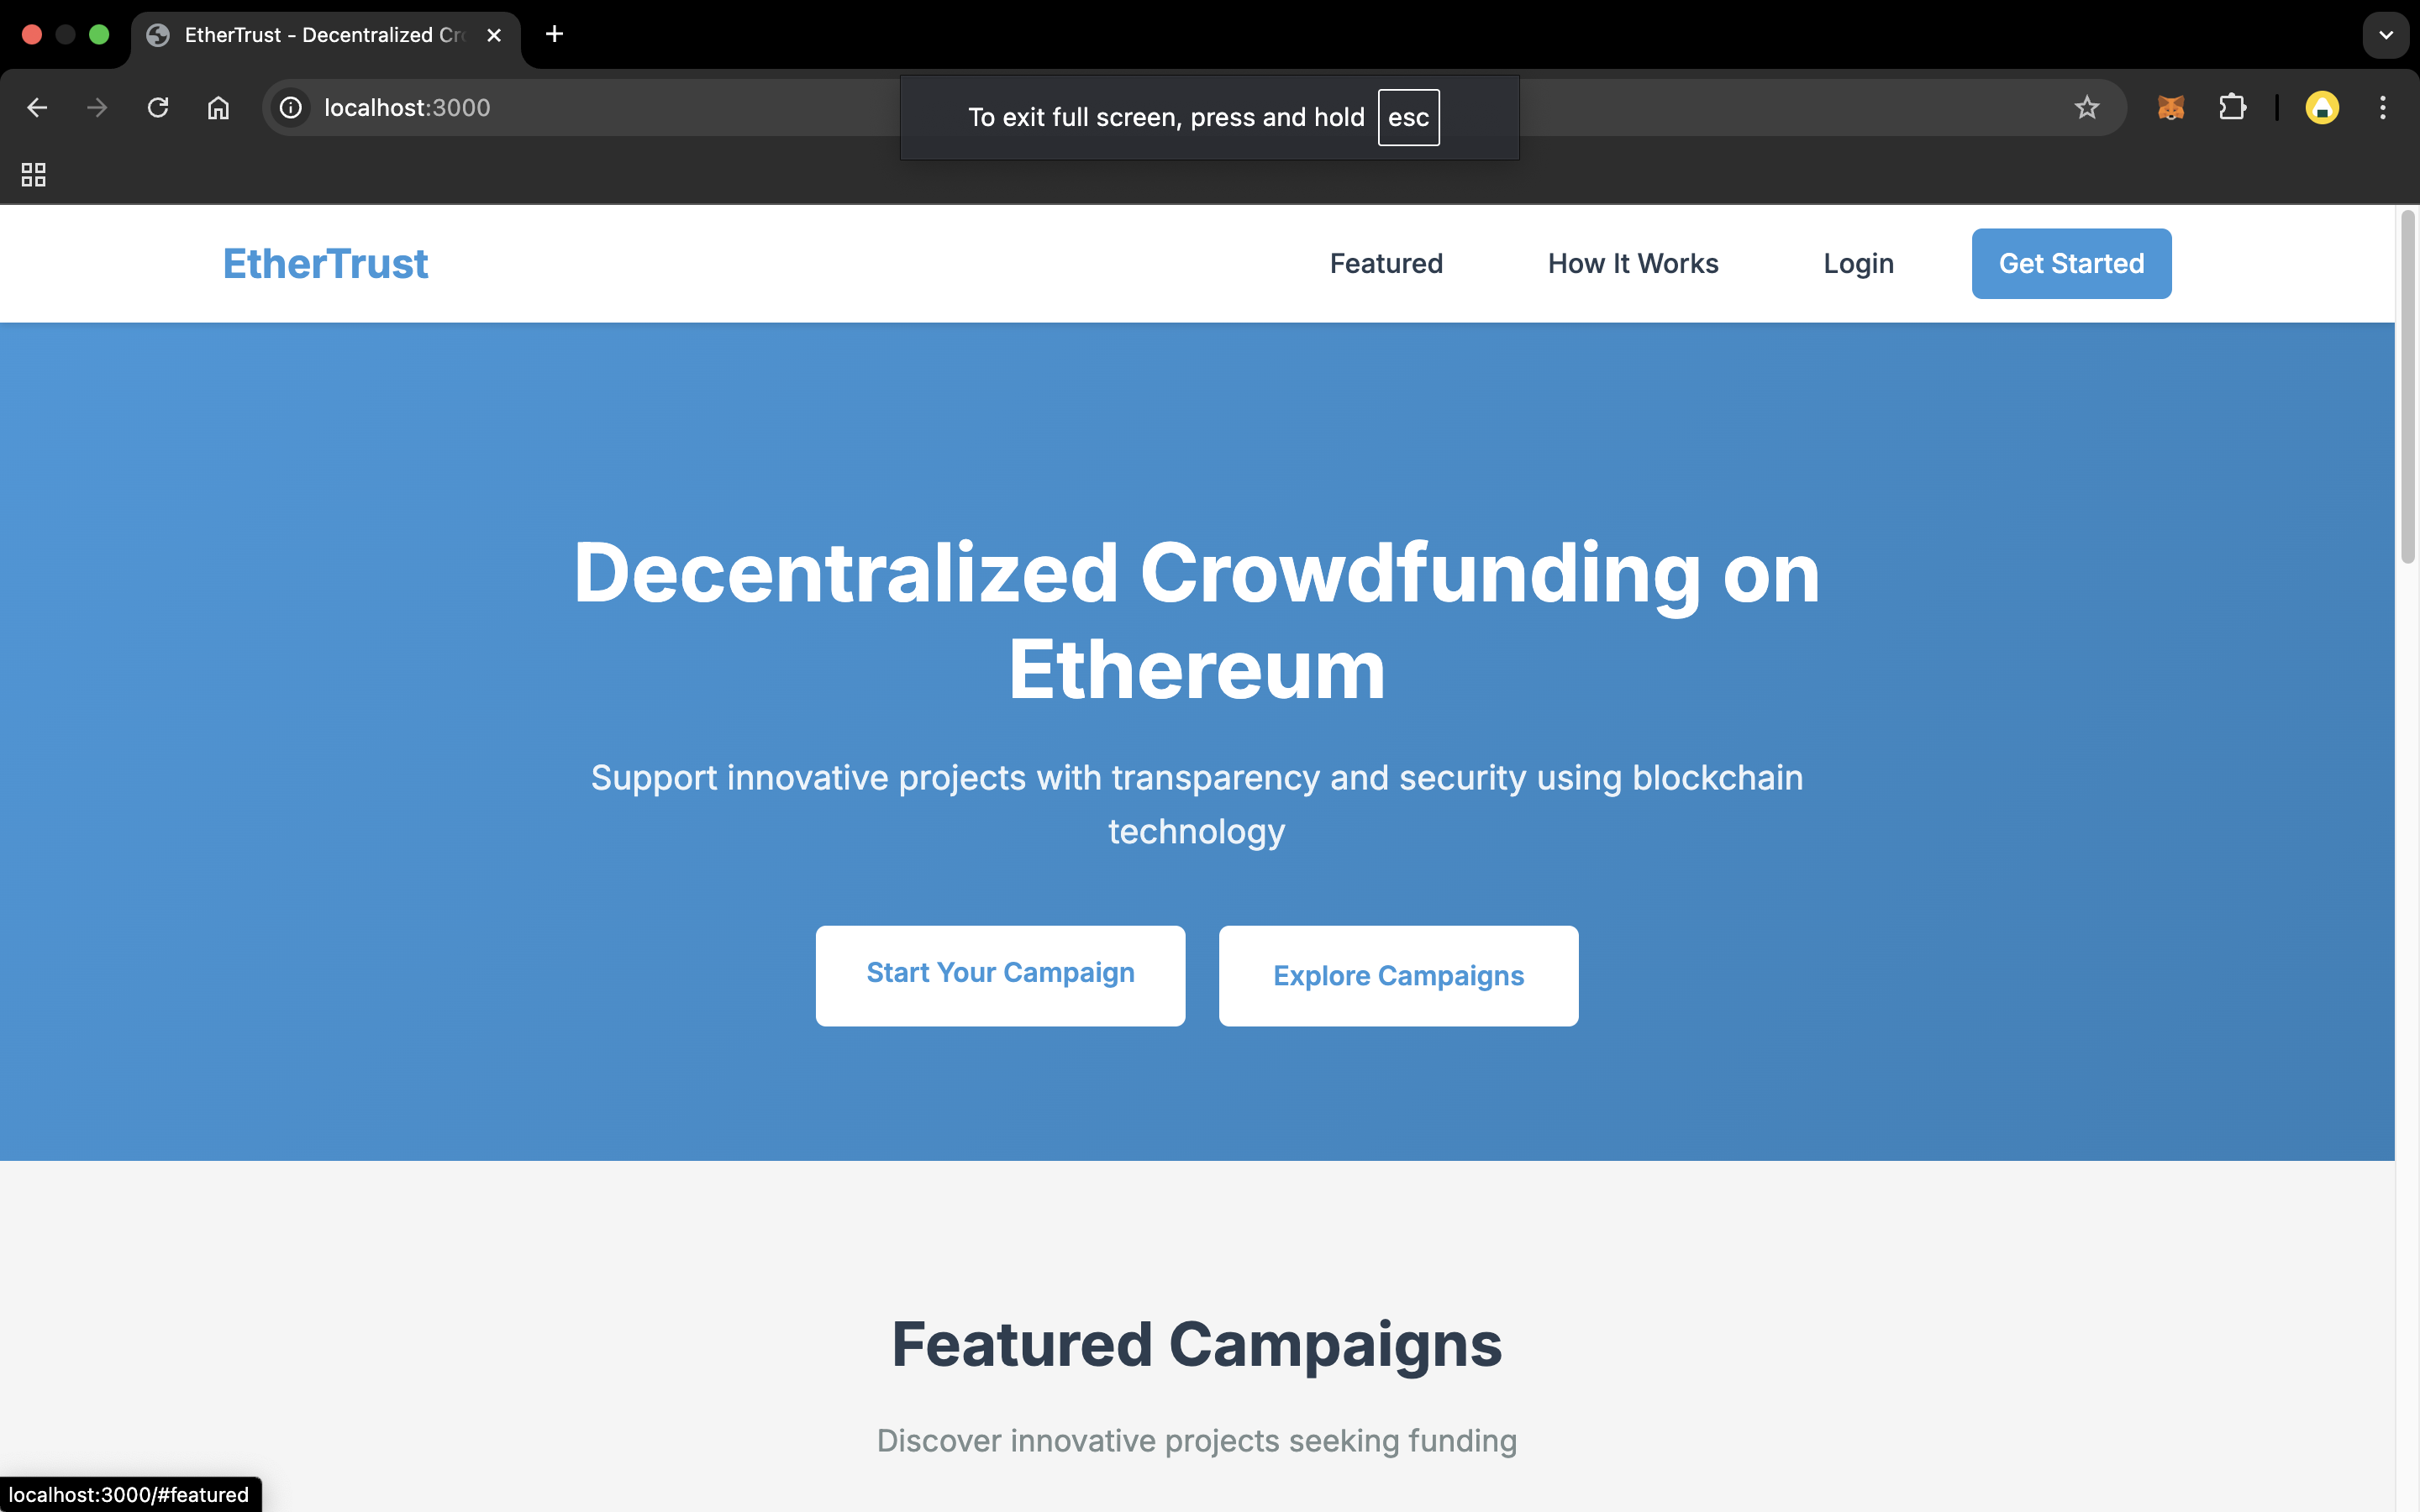 EtherTrust - Decentralized Cr
localhost:3000
To exit full screen, press and hold esc
EtherTrust
Featured
How It Works
Login
Get Started
Decentralized Crowdfunding on
Ethereum
Support innovative projects with transparency and security using blockchain
technology
Start Your Campaign
Explore Campaigns
Featured Campaigns
Discover innovative projects seeking funding
localhost:3000/#featured